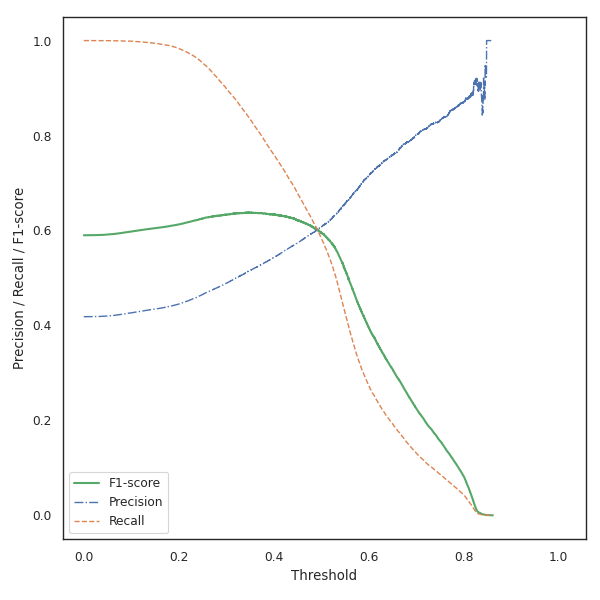 Precision / Recall / F1-score
1.0
0.8
0.6
0.4
0.2
0.0
F1-score
Precision
Recall
0.0 0.2 0.4 0.6 0.8 1.0
Threshold